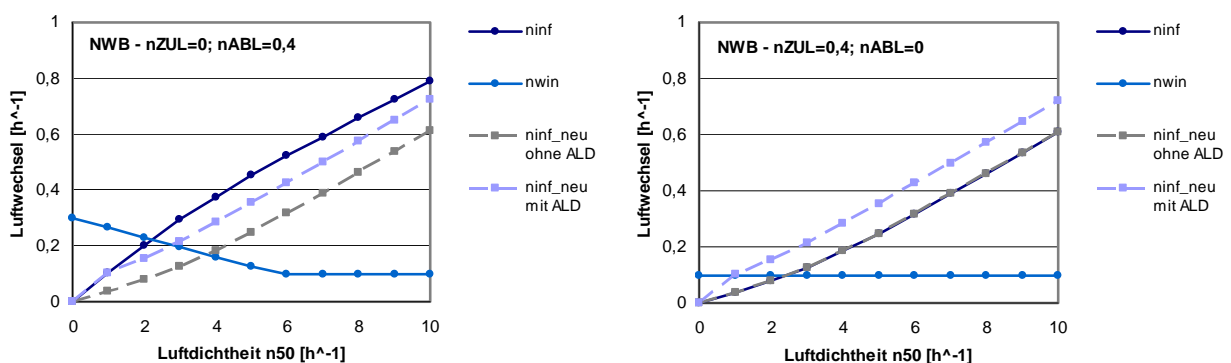 NWB - nZUL=0; nABL=0,4
Luftwechsel [h^-1]
1
0,8
0,6
0,4
0,2
0
0 2 4 6 8 10
Luftdichtheit n50 [h^-1]
ninf
nwin
ninf_neu
ohne ALD
ninf_neu
mit ALD
NWB - nZUL=0,4; nABL=0
Luftwechsel [h^-1]
1
0,8
0,6
0,4
0,2
0
0 2 4 6 8 10
Luftdichtheit n50 [h^-1]
ninf
nwin
ninf_neu
ohne ALD
ninf_neu
mit ALD